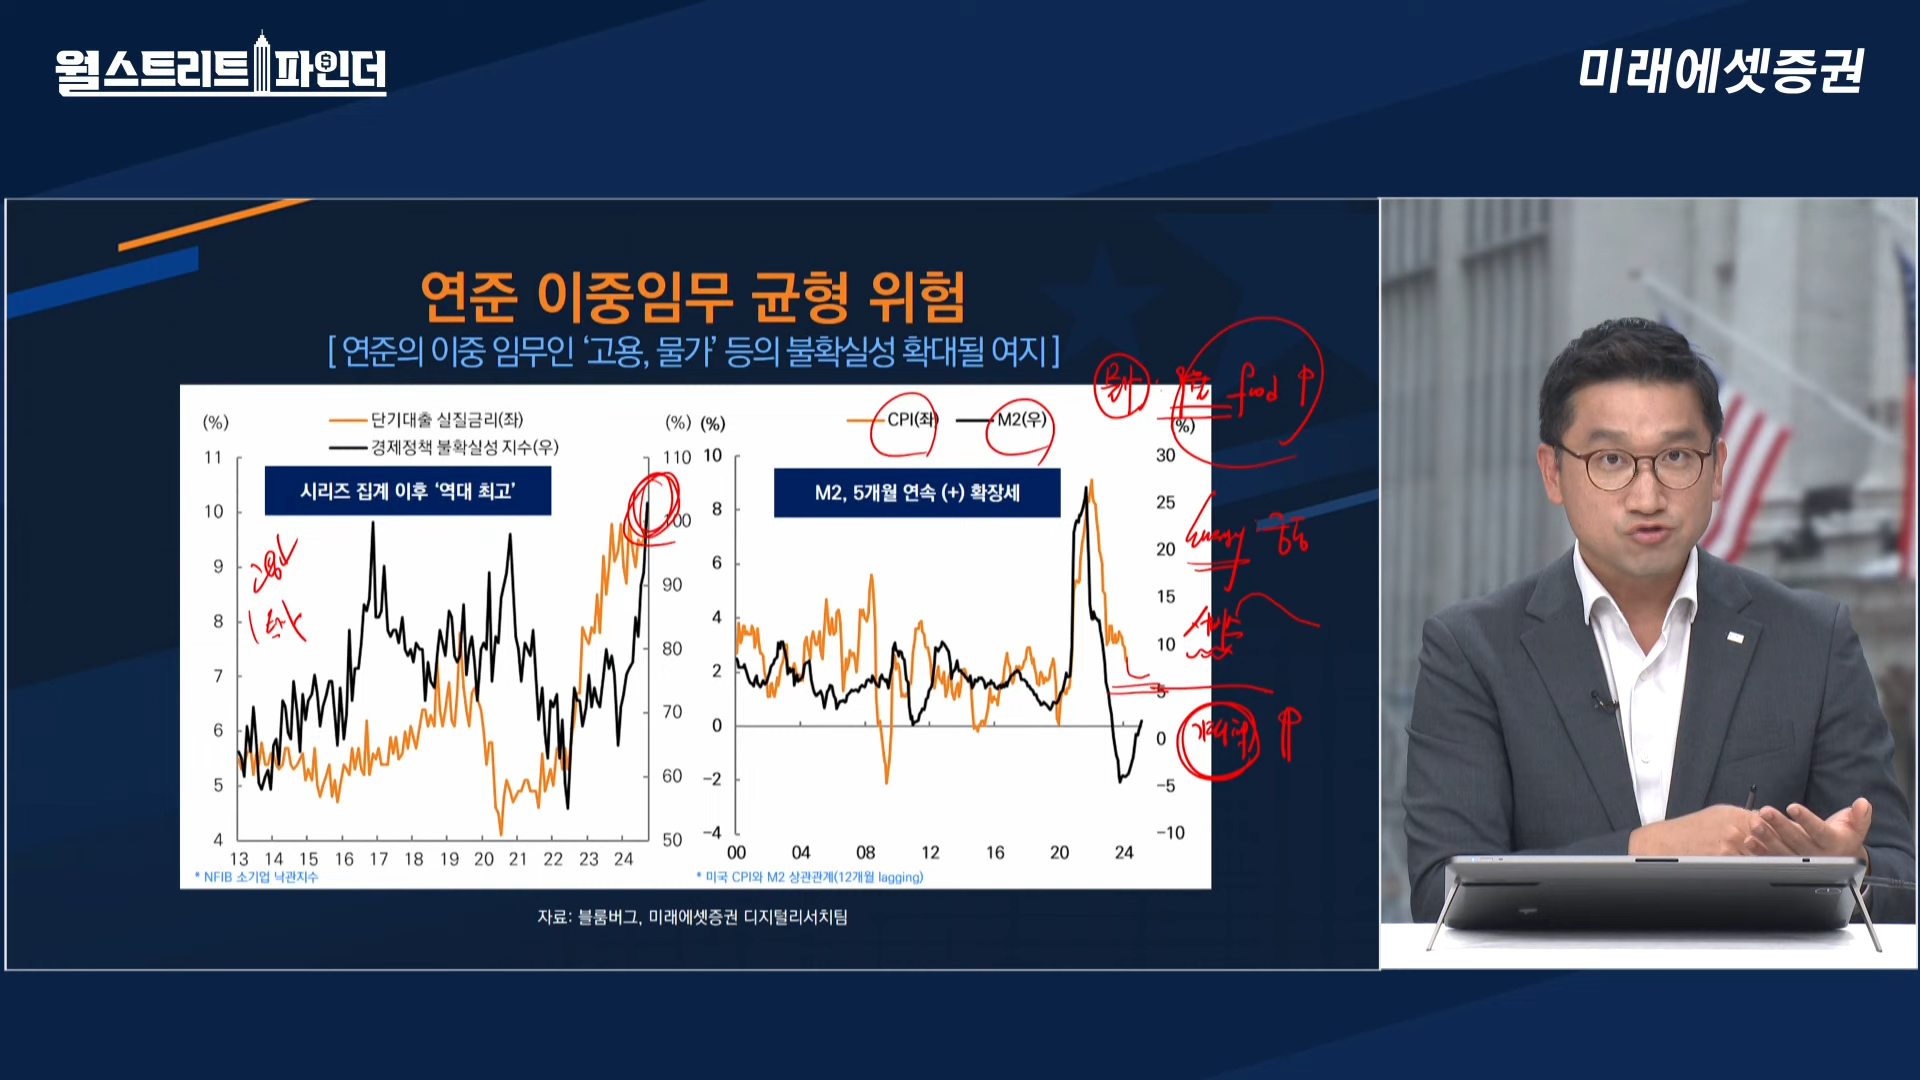 월스트리트파인더
미래에셋증권
연준 이중임무 균형 위험
[ 연준의 이중 임무인 ‘고용, 물가’ 등의 불확실성 확대될 여지 ]
물가
food
(%)
단기대출 실질금리(좌)
경제정책 불확실성 지수(우)
(%)
시리즈 집계 이후 ‘역대 최고’
11
10
9
8
7
6
5
4
110
100
90
80
70
60
50
13 14 15 16 17 18 19 20 21 22 23 24
* NFIB 소기업 낙관지수
고용
(%)
CPI(좌)
M2(우)
%)
M2, 5개월 연속 (+) 확장세
10
8
6
4
2
0
−2
−4
30
25
20
15
10
5
0
−5
−10
00 04 08 12 16 20 24
* 미국 CPI와 M2 상관관계(12개월 lagging)
Energy
자료: 블룸버그, 미래에셋증권 디지털리서치팀